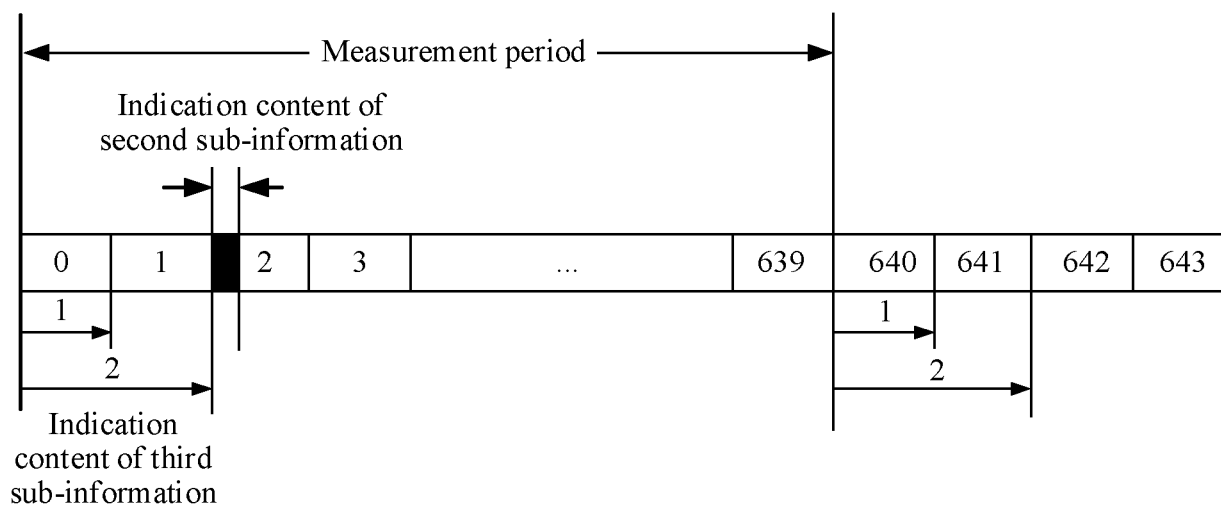 Measurement period
Indication content of
second sub-information
0 1 2 3 ... 639 640 641 642 643
1 1
2 2
Indication
content of third
sub-information